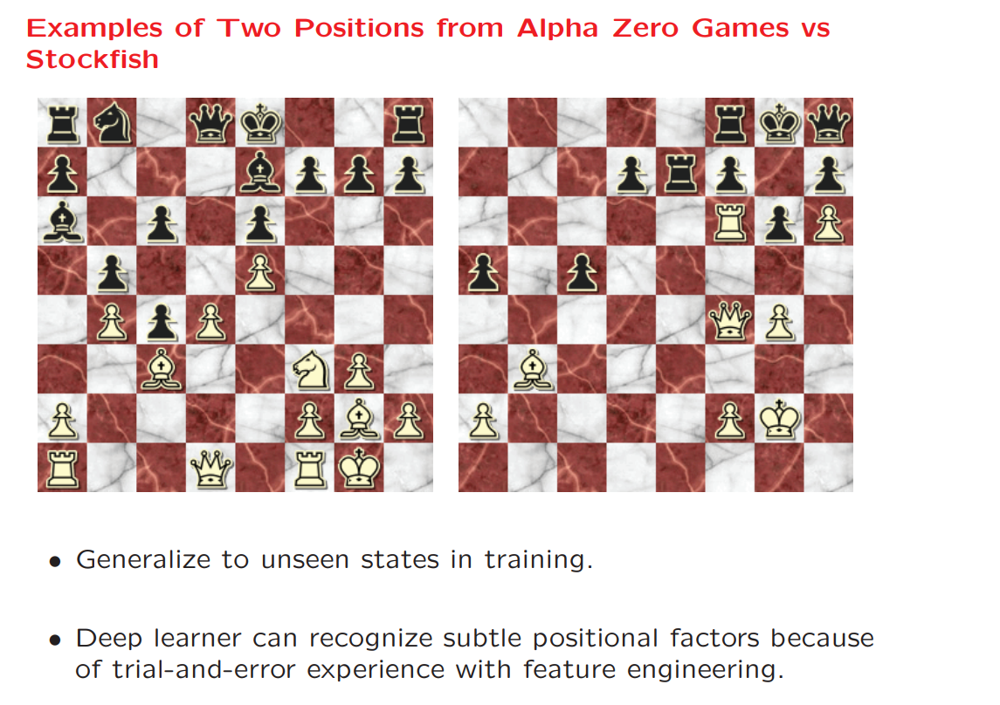 Examples of Two Positions from Alpha Zero Games vs
Stockfish
• Generalize to unseen states in training.
• Deep learner can recognize subtle positional factors because
of trial-and-error experience with feature engineering.